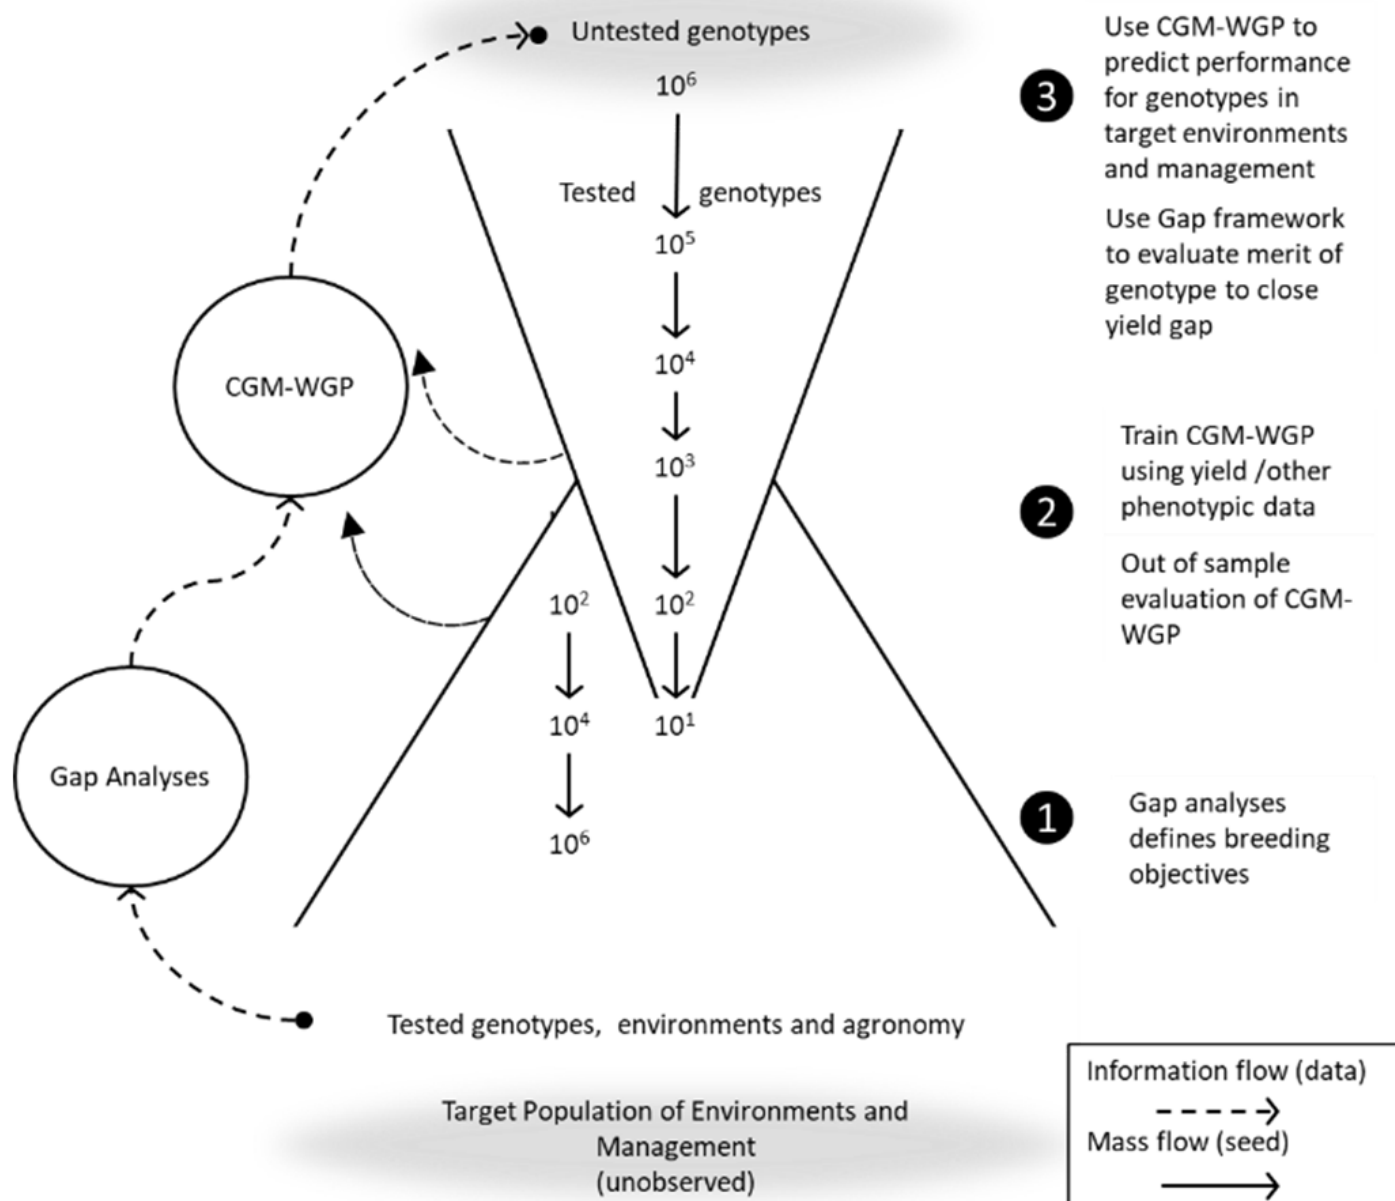 Untested genotypes
10⁶
Tested genotypes
10⁵
10⁴
10³
10²
10¹
10²
10⁴
10⁶
CGM-WGP
Gap Analyses
Tested genotypes, environments and agronomy
Target Population of Environments and
Management
(unobserved)
3
Use CGM-WGP to
predict performance
for genotypes in
target environments
and management
Use Gap framework
to evaluate merit of
genotype to close
yield gap
2
Train CGM-WGP
using yield /other
phenotypic data
Out of sample
evaluation of CGM-
WGP
1
Gap analyses
defines breeding
objectives
Information flow (data)
Mass flow (seed)